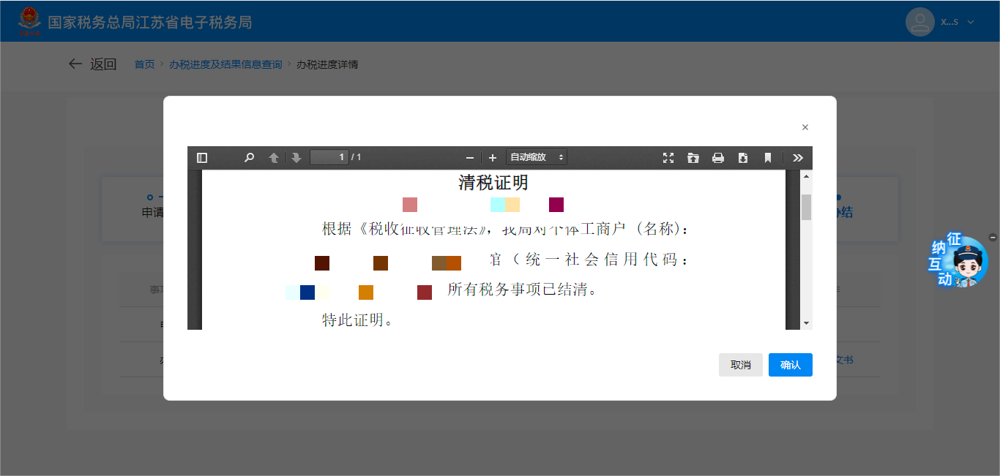 国家税务总局江苏省电子税务局
x...s
返回 首页 > 办税进度及结果信息查询 > 办税进度详情
1 / 1
自动缩放
清税证明
申请
办结
根据《税收征收管理法》，我局对个体工商户（名称）：
（统一社会信用代码：
所有税务事项已结清。
特此证明。
事
文书
取消 确认
征
纳
互
动